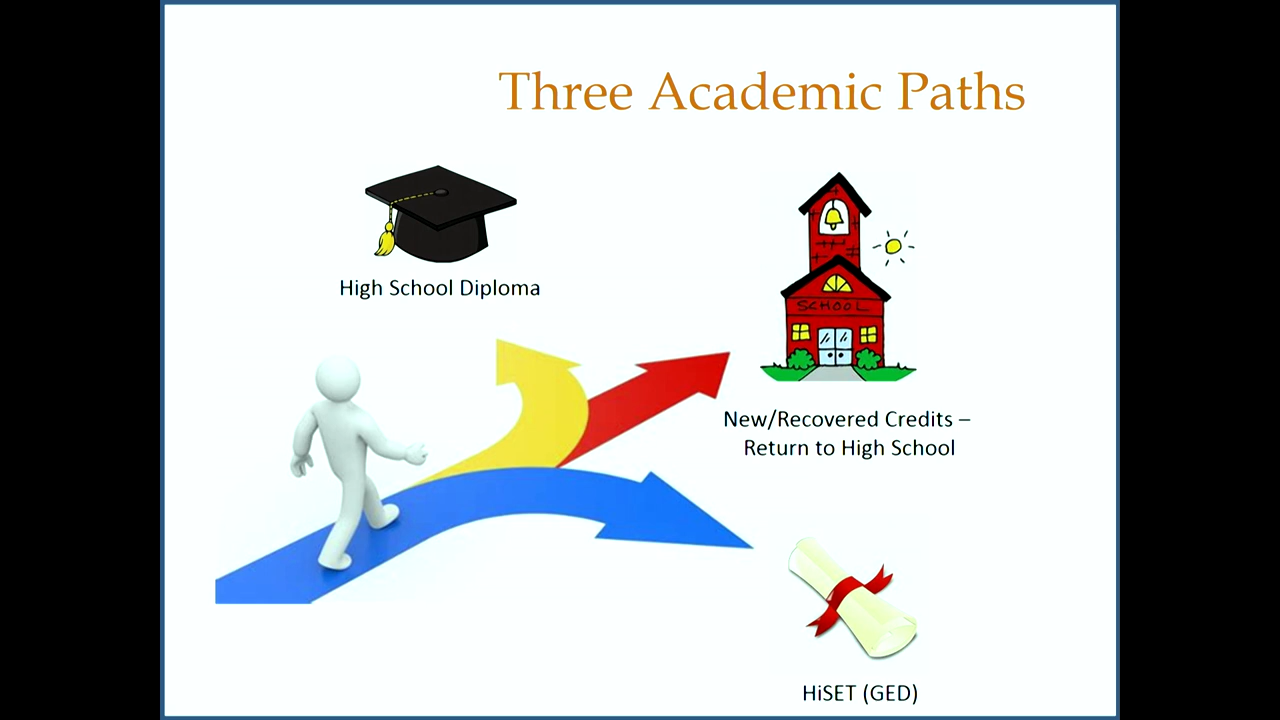 Three Academic Paths
High School Diploma
SCHOOL
New/Recovered Credits –
Return to High School
HiSET (GED)